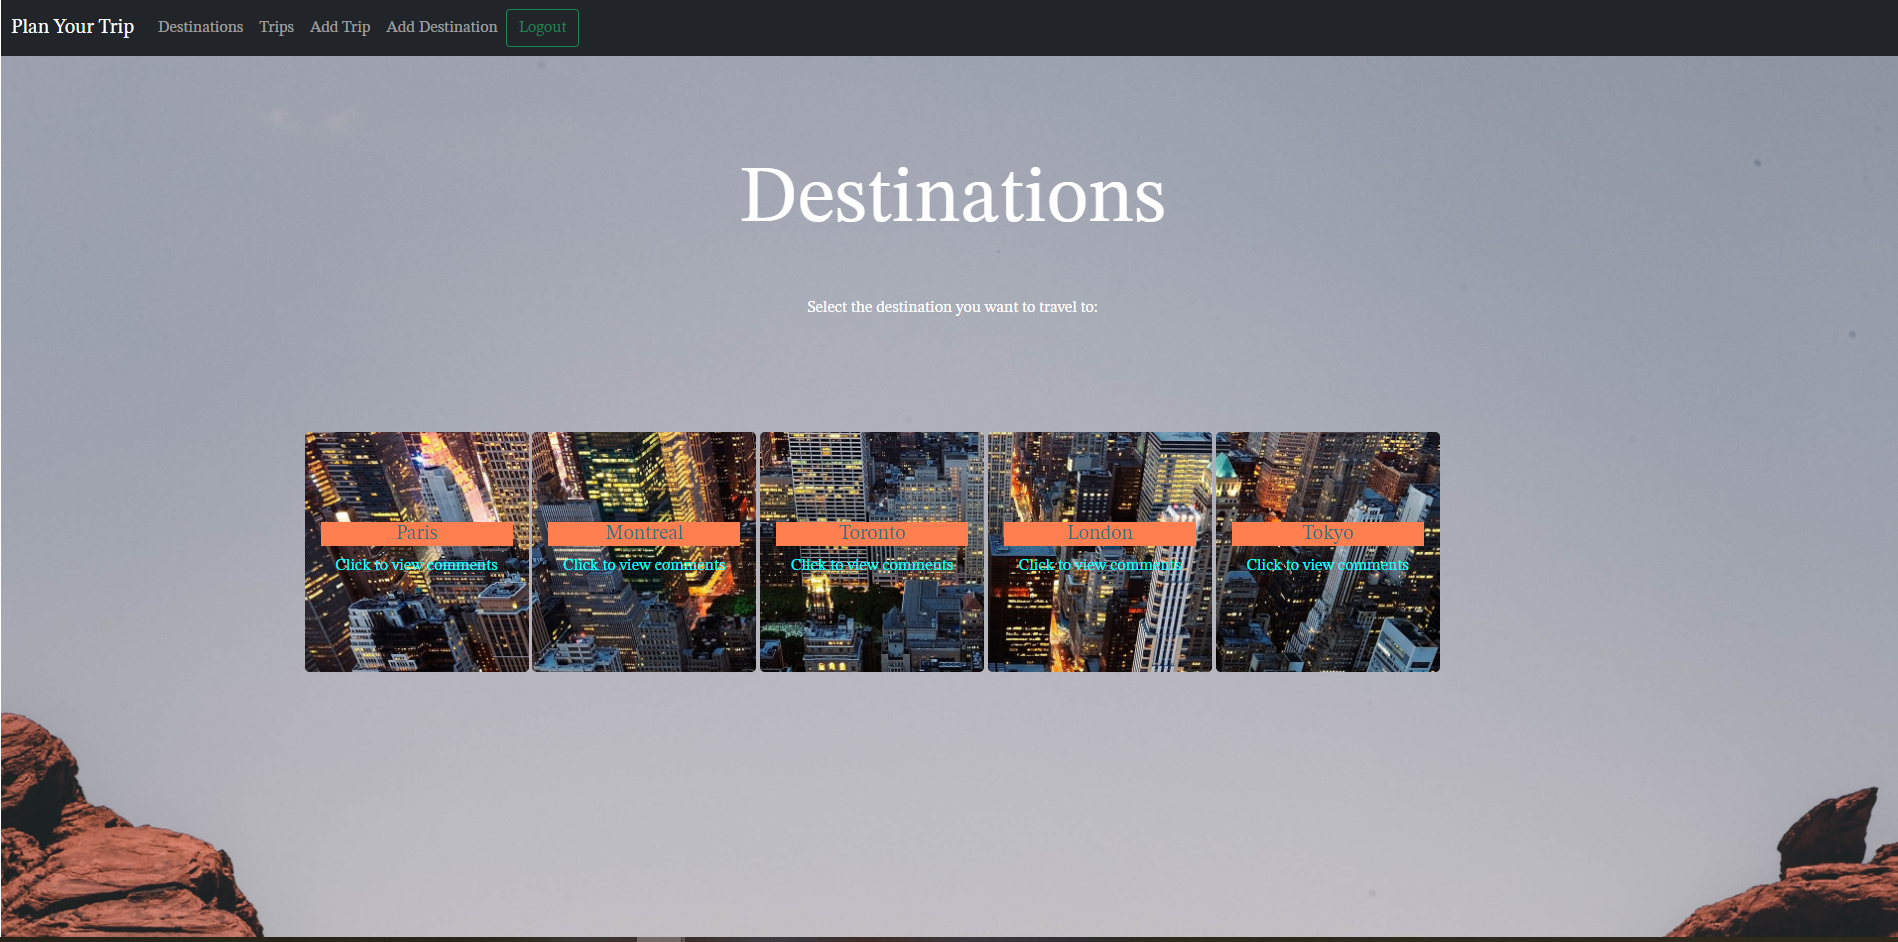 Plan Your Trip Destinations Trips Add Trip Add Destination Logout
Destinations
Select the destination you want to travel to:
Paris Montreal Toronto London Tokyo
Click to view comments Click to view comments Click to view comments Click to view comments Click to view comments